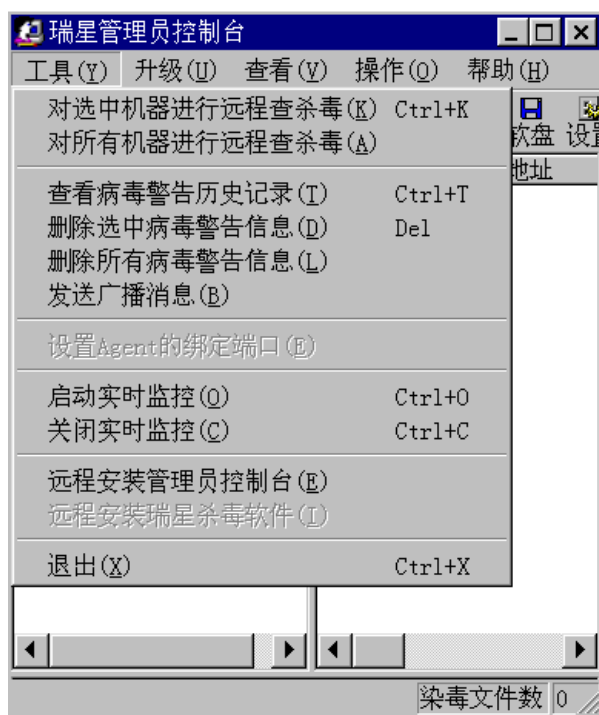 瑞星管理员控制台
工具(Y) 升级(U) 查看(V) 操作(O) 帮助(H)
对选中机器进行远程查杀毒(K) Ctrl+K
对所有机器进行远程查杀毒(A)
软盘 设置
地址
查看病毒警告历史记录(T) Ctrl+T
删除选中病毒警告信息(D) Del
删除所有病毒警告信息(L)
发送广播消息(B)
设置Agent的绑定端口(E)
启动实时监控(O) Ctrl+O
关闭实时监控(C) Ctrl+C
远程安装管理员控制台(E)
远程安装瑞星杀毒软件(I)
退出(X) Ctrl+X
染毒文件数 0